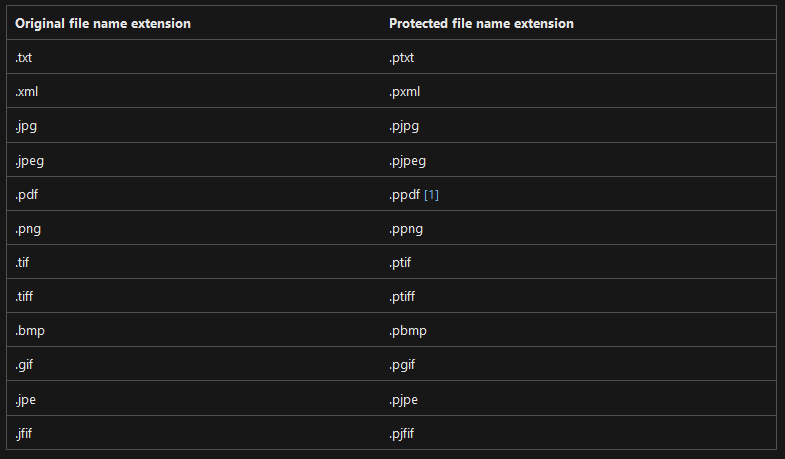 Original file name extension Protected file name extension
.txt .ptxt
.xml .pxml
.jpg .pjpg
.jpeg .pjpeg
.pdf .ppdf [1]
.png .ppng
.tif .ptif
.tiff .ptiff
.bmp .pbmp
.gif .pgif
.jpe .pjpe
.jfif .pjfif